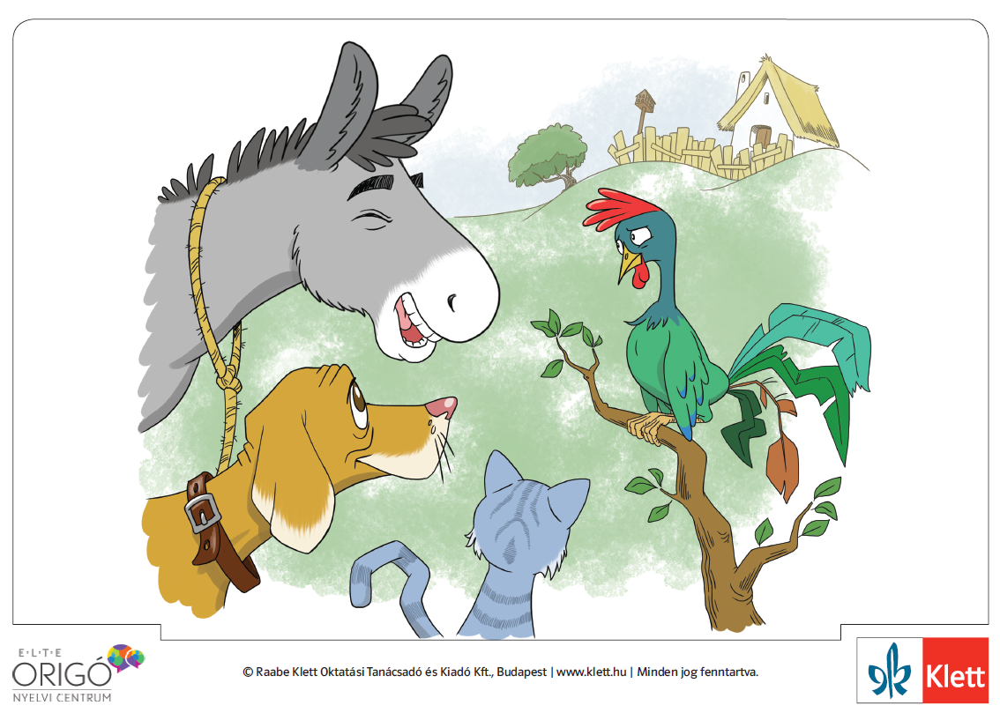 E·L·T·E
ORIGÓ
NYELVI CENTRUM
© Raabe Klett Oktatási Tanácsadó és Kiadó Kft., Budapest | www.klett.hu | Minden jog fenntartva.
Klett